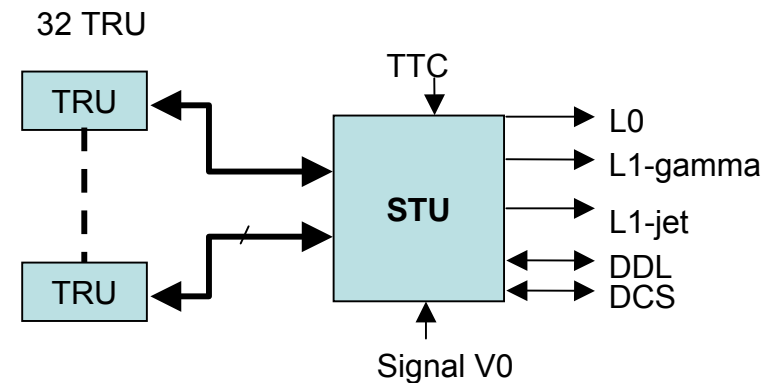 32 TRU
TRU
TRU
TTC
STU
L0
L1-gamma
L1-jet
DDL
DCS
Signal V0